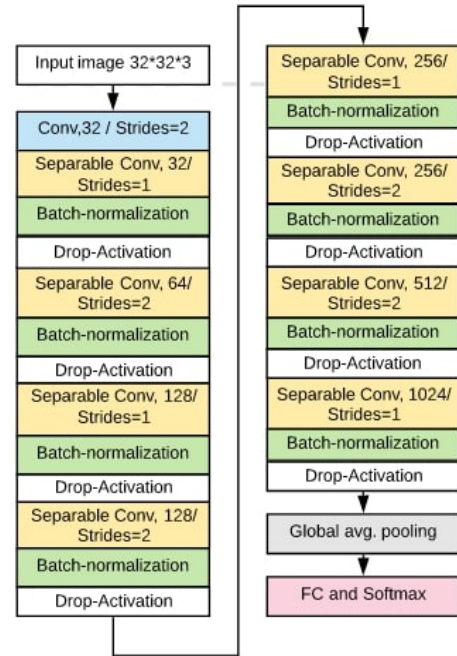 Input image 32*32*3
Conv,32 / Strides=2
Separable Conv, 32/
Strides=1
Batch-normalization
Drop-Activation
Separable Conv, 64/
Strides=2
Batch-normalization
Drop-Activation
Separable Conv, 128/
Strides=1
Batch-normalization
Drop-Activation
Separable Conv, 128/
Strides=2
Batch-normalization
Drop-Activation
Separable Conv, 256/
Strides=1
Batch-normalization
Drop-Activation
Separable Conv, 256/
Strides=2
Batch-normalization
Drop-Activation
Separable Conv, 512/
Strides=2
Batch-normalization
Drop-Activation
Separable Conv, 1024/
Strides=1
Batch-normalization
Drop-Activation
Global avg. pooling
FC and Softmax